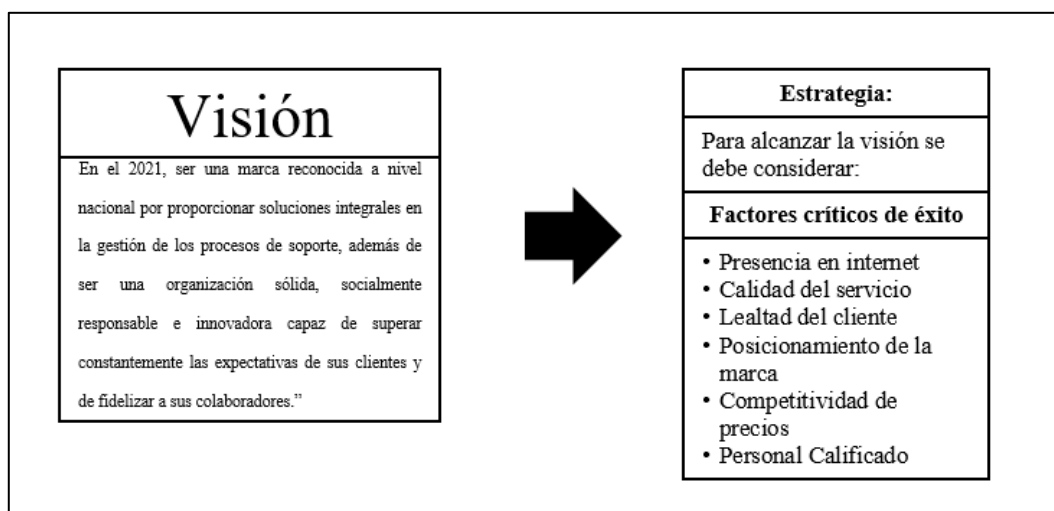 Visión
En el 2021, ser una marca reconocida a nivel
nacional por proporcionar soluciones integrales en
la gestión de los procesos de soporte, además de
ser una organización sólida, socialmente
responsable e innovadora capaz de superar
constantemente las expectativas de sus clientes y
de fidelizar a sus colaboradores.”
Estrategia:
Para alcanzar la visión se
debe considerar:
Factores críticos de éxito
• Presencia en internet
• Calidad del servicio
• Lealtad del cliente
• Posicionamiento de la
marca
• Competitividad de
precios
• Personal Calificado